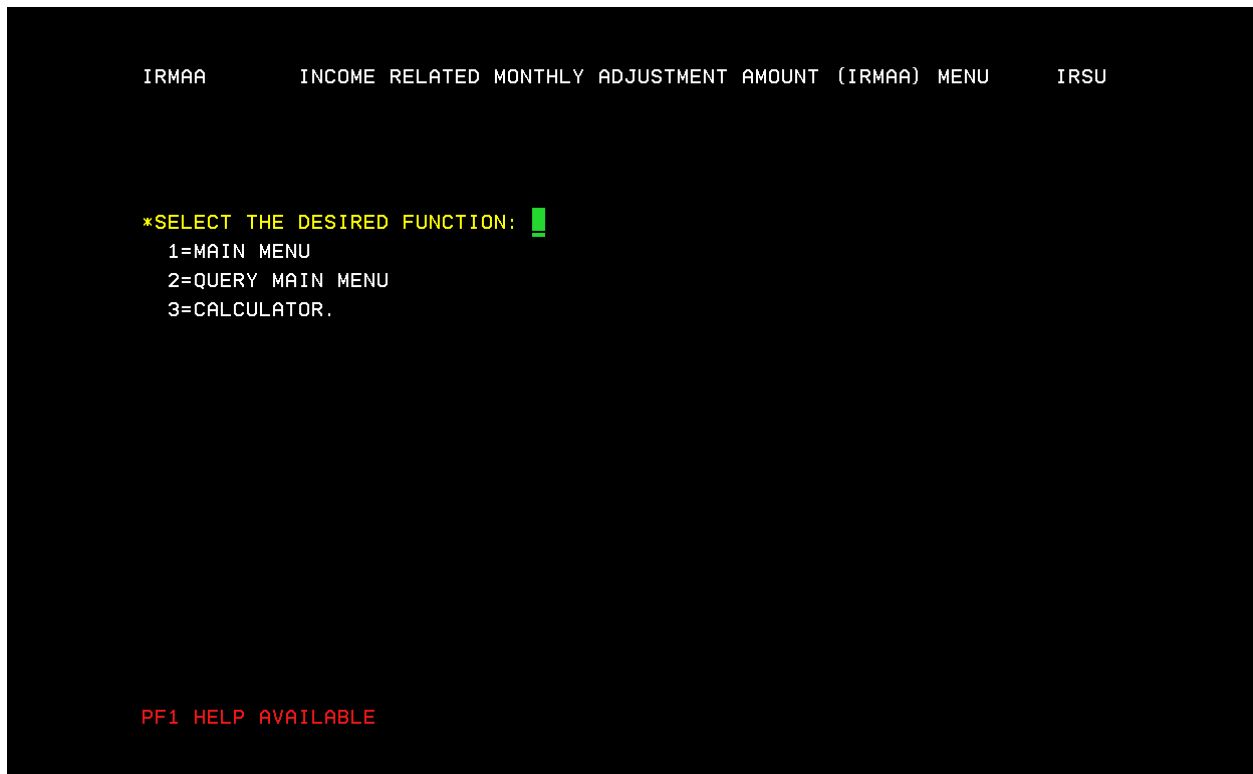 IRMAA INCOME RELATED MONTHLY ADJUSTMENT AMOUNT (IRMAA) MENU IRSU
*SELECT THE DESIRED FUNCTION:
1=MAIN MENU
2=QUERY MAIN MENU
3=CALCULATOR.
PF1 HELP AVAILABLE